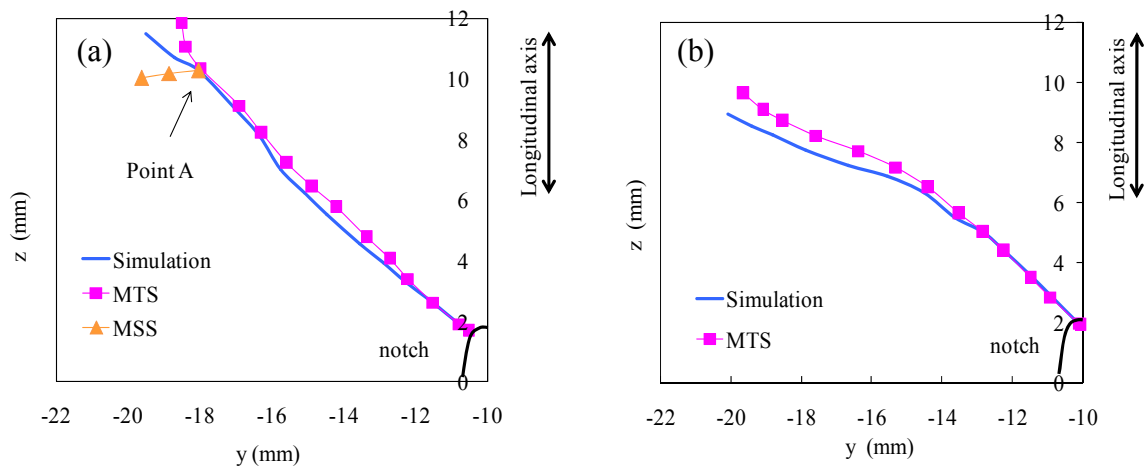 (a)
12
10
8
6
4
2
0
z (mm)
Point A
Simulation
MTS
MSS
notch
-22 -20 -18 -16 -14 -12 -10
y (mm)
Longitudinal axis
(b)
12
10
8
6
4
2
0
z (mm)
Simulation
MTS
notch
-22 -20 -18 -16 -14 -12 -10
y (mm)
Longitudinal axis